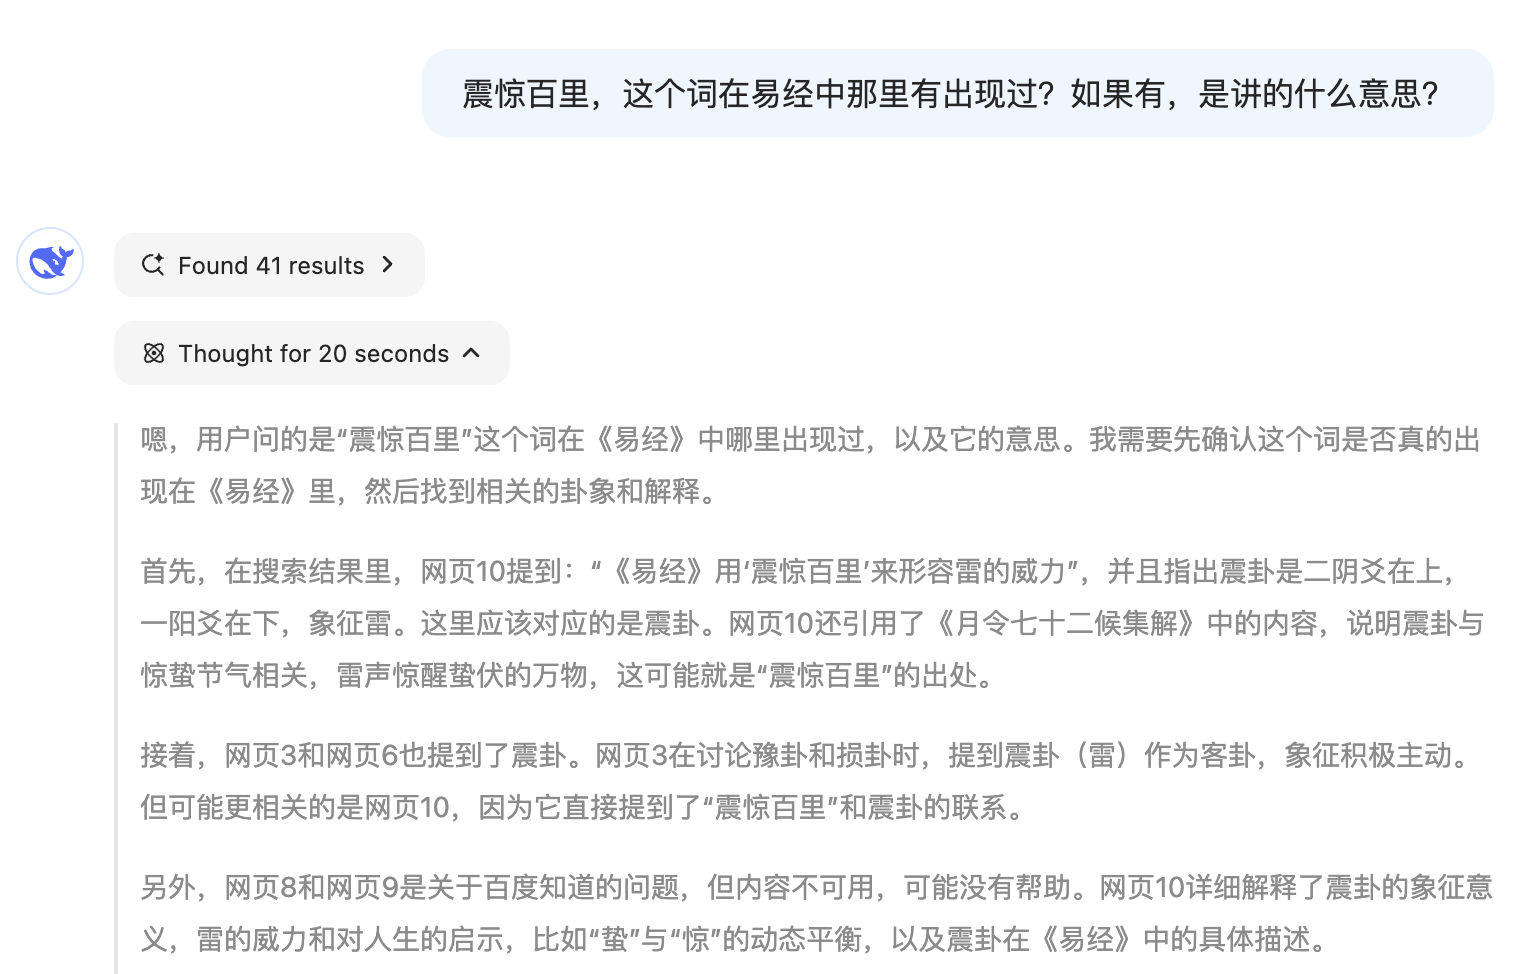 震惊百里，这个词在易经中那里有出现过？如果有，是讲的什么意思？
Found 41 results
Thought for 20 seconds
嗯，用户问的是“震惊百里”这个词在《易经》中哪里出现过，以及它的意思。我需要先确认这个词是否真的出
现在《易经》里，然后找到相关的卦象和解释。
首先，在搜索结果里，网页10提到：“《易经》用‘震惊百里’来形容雷的威力”，并且指出震卦是二阴爻在上，
一阳爻在下，象征雷。这里应该对应的是震卦。网页10还引用了《月令七十二候集解》中的内容，说明震卦与
惊蛰节气相关，雷声惊醒蛰伏的万物，这可能就是“震惊百里”的出处。
接着，网页3和网页6也提到了震卦。网页3在讨论豫卦和损卦时，提到震卦（雷）作为客卦，象征积极主动。
但可能更相关的是网页10，因为它直接提到了“震惊百里”和震卦的联系。
另外，网页8和网页9是关于百度知道的问题，但内容不可用，可能没有帮助。网页10详细解释了震卦的象征意
义，雷的威力和对人生的启示，比如“蛰”与“惊”的动态平衡，以及震卦在《易经》中的具体描述。